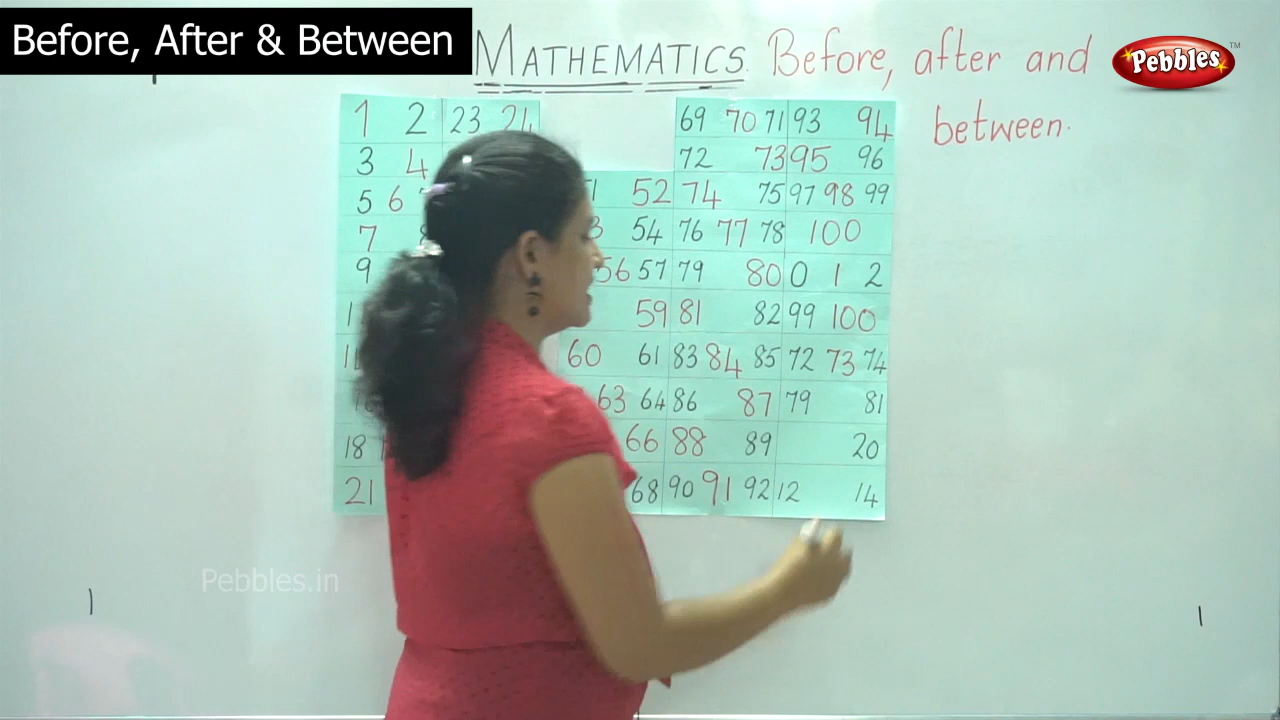 Before, After & Between
MATHEMATICS. Before, after and
between.
Pebbles TM
1 2 23 24 69 70 71 93 94
3 4 72 73 95 96
5 6 52 74 75 97 98 99
7 54 76 77 78 100
9 56 57 79 80 0 1 2
59 81 82 99 100
60 61 83 84 85 72 73 74
63 64 86 87 79 81
18 66 88 89 20
21 68 90 91 92 12 14
Pebbles.in